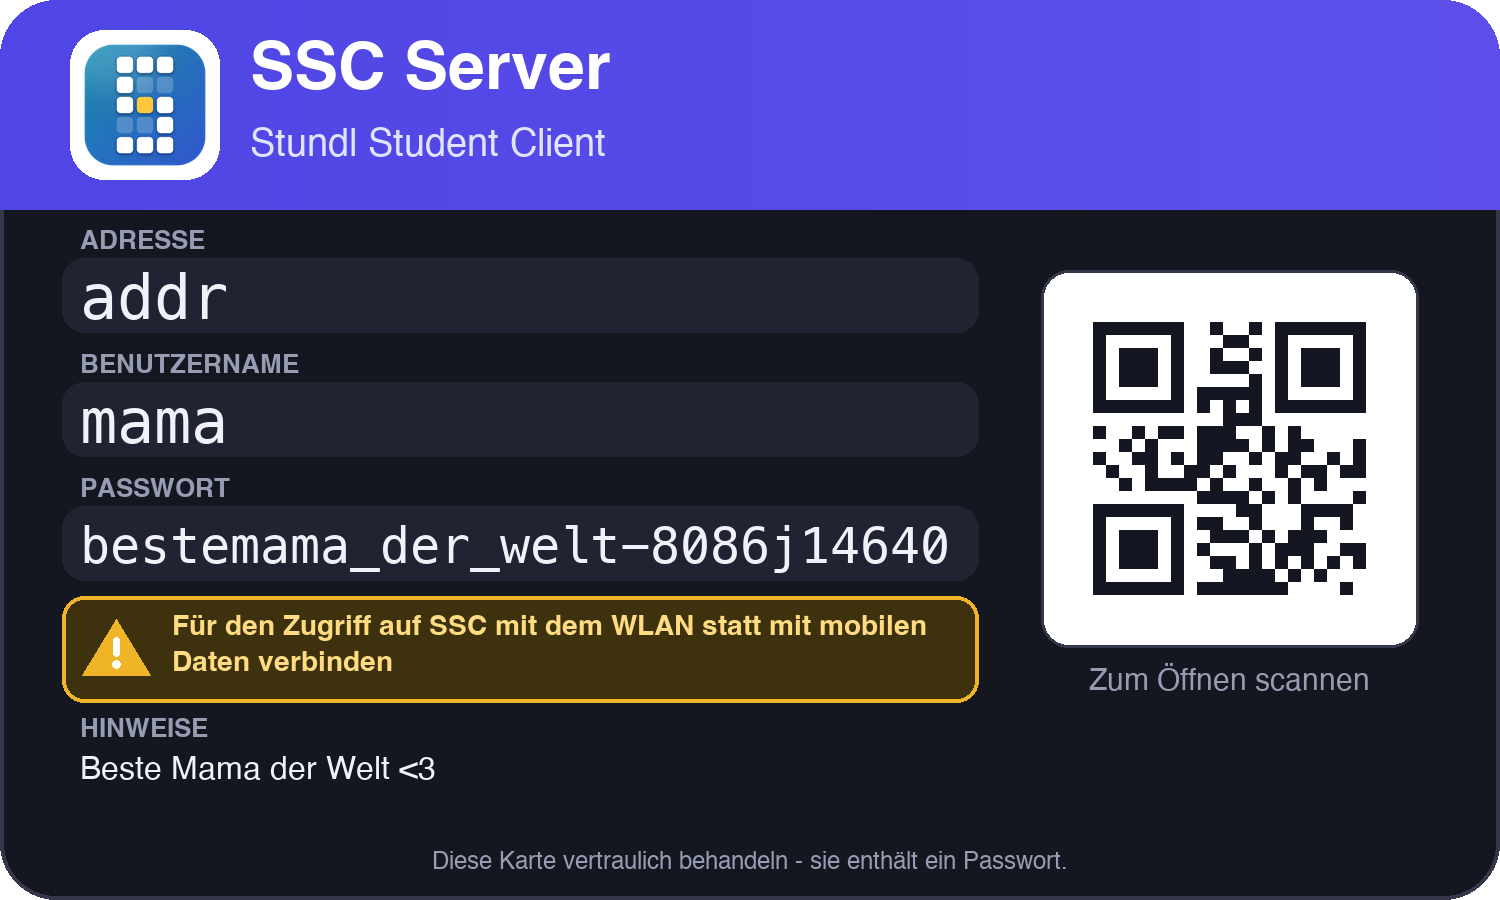 SSC Server
Stundl Student Client
ADRESSE
addr
BENUTZERNAME
mama
PASSWORT
bestemama_der_welt-8086j14640
Für den Zugriff auf SSC mit dem WLAN statt mit mobilen
Daten verbinden
HINWEISE
Beste Mama der Welt <3
Zum Öffnen scannen
Diese Karte vertraulich behandeln - sie enthält ein Passwort.